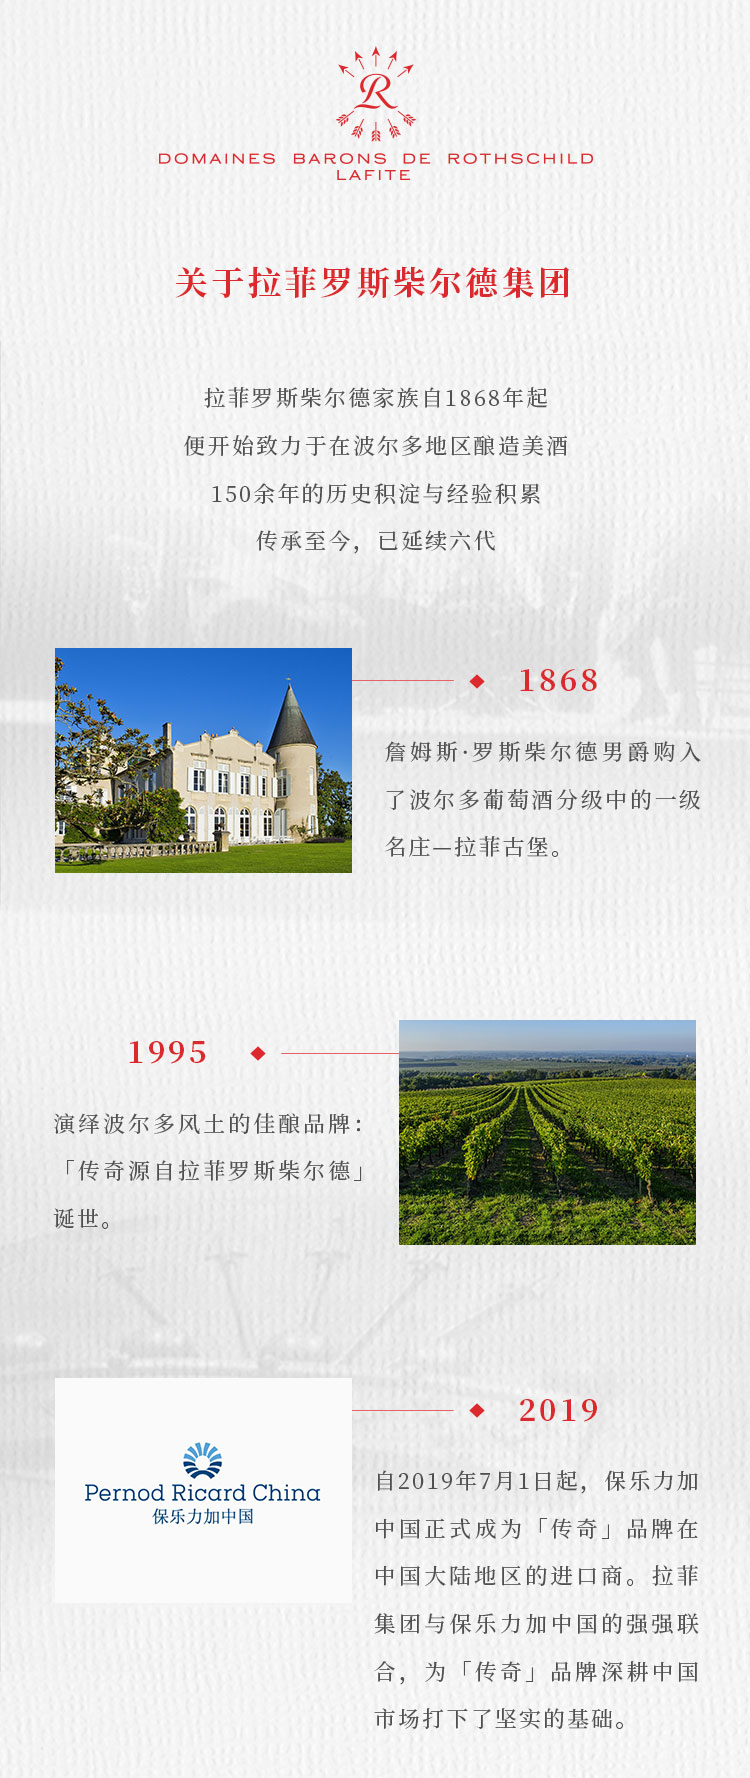 R
DOMAINES BARONS DE ROTHSCHILD
LAFITE
关于拉菲罗斯柴尔德集团
拉菲罗斯柴尔德家族自1868年起
便开始致力于在波尔多地区酿造美酒
150余年的历史积淀与经验积累
传承至今，已延续六代
1868
詹姆斯·罗斯柴尔德男爵购入
了波尔多葡萄酒分级中的一级
名庄—拉菲古堡。
1995
演绎波尔多风土的佳酿品牌：
「传奇源自拉菲罗斯柴尔德」
诞世。
Pernod Ricard China
保乐力加中国
2019
自2019年7月1日起，保乐力加
中国正式成为「传奇」品牌在
中国大陆地区的进口商。拉菲
集团与保乐力加中国的强强联
合，为「传奇」品牌深耕中国
市场打下了坚实的基础。